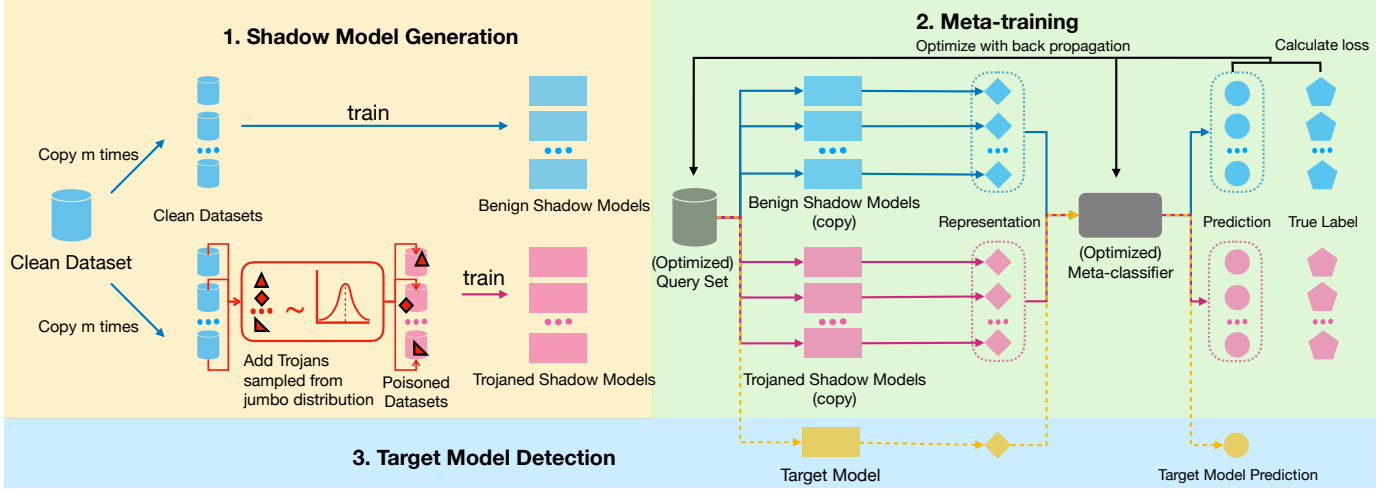 1. Shadow Model Generation
Copy m times
Clean Dataset
Copy m times
Clean Datasets
train
Benign Shadow Models
Add Trojans
sampled from
jumbo distribution
Poisoned
Datasets
train
Trojaned Shadow Models
2. Meta-training
Optimize with back propagation
Calculate loss
(Optimized)
Query Set
Benign Shadow Models
(copy)
Representation
(Optimized)
Meta-classifier
Prediction
True Label
Trojaned Shadow Models
(copy)
3. Target Model Detection
Target Model
Target Model Prediction